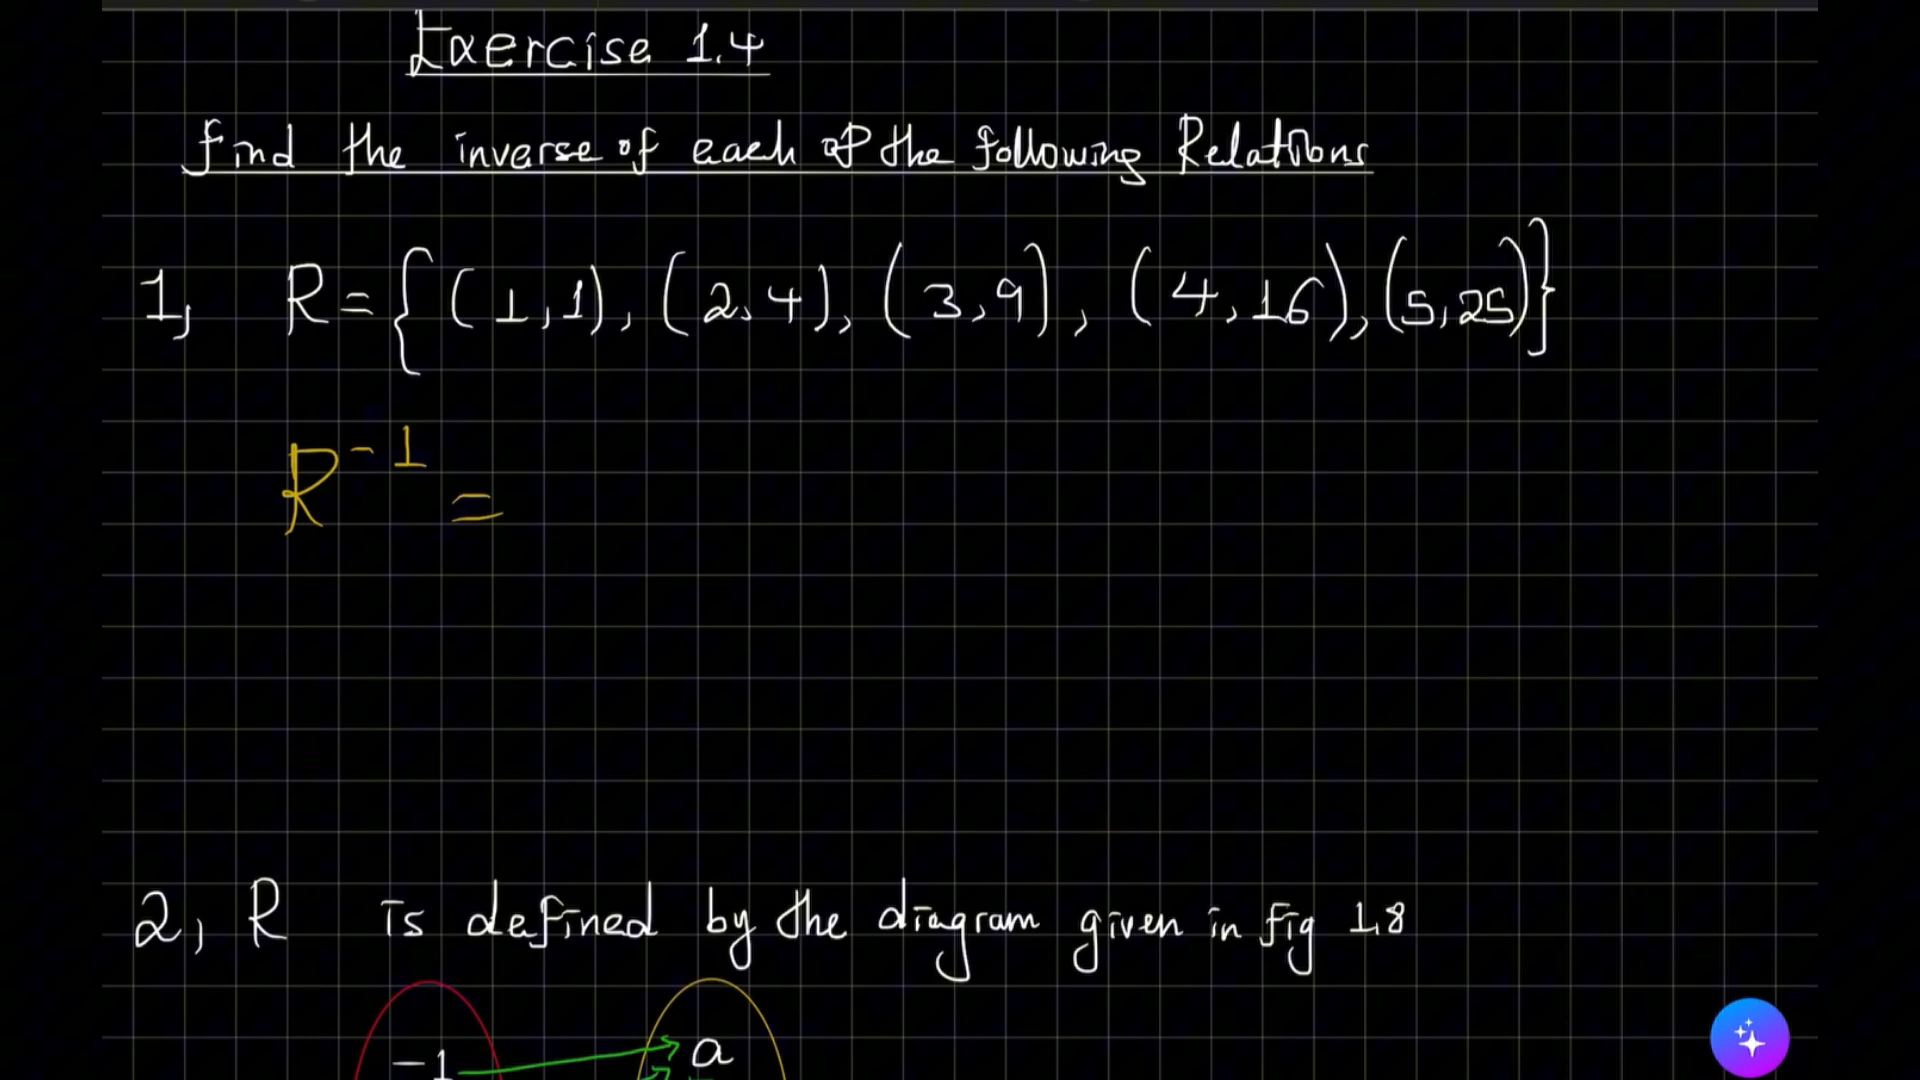 Exercise 1.4
find the inverse of each of the following Relations
1, R = { (1,1), (2,4), (3,9), (4,16), (5,25) }
R⁻¹ =
2, R is defined by the diagram given in fig 1.8
-1 a